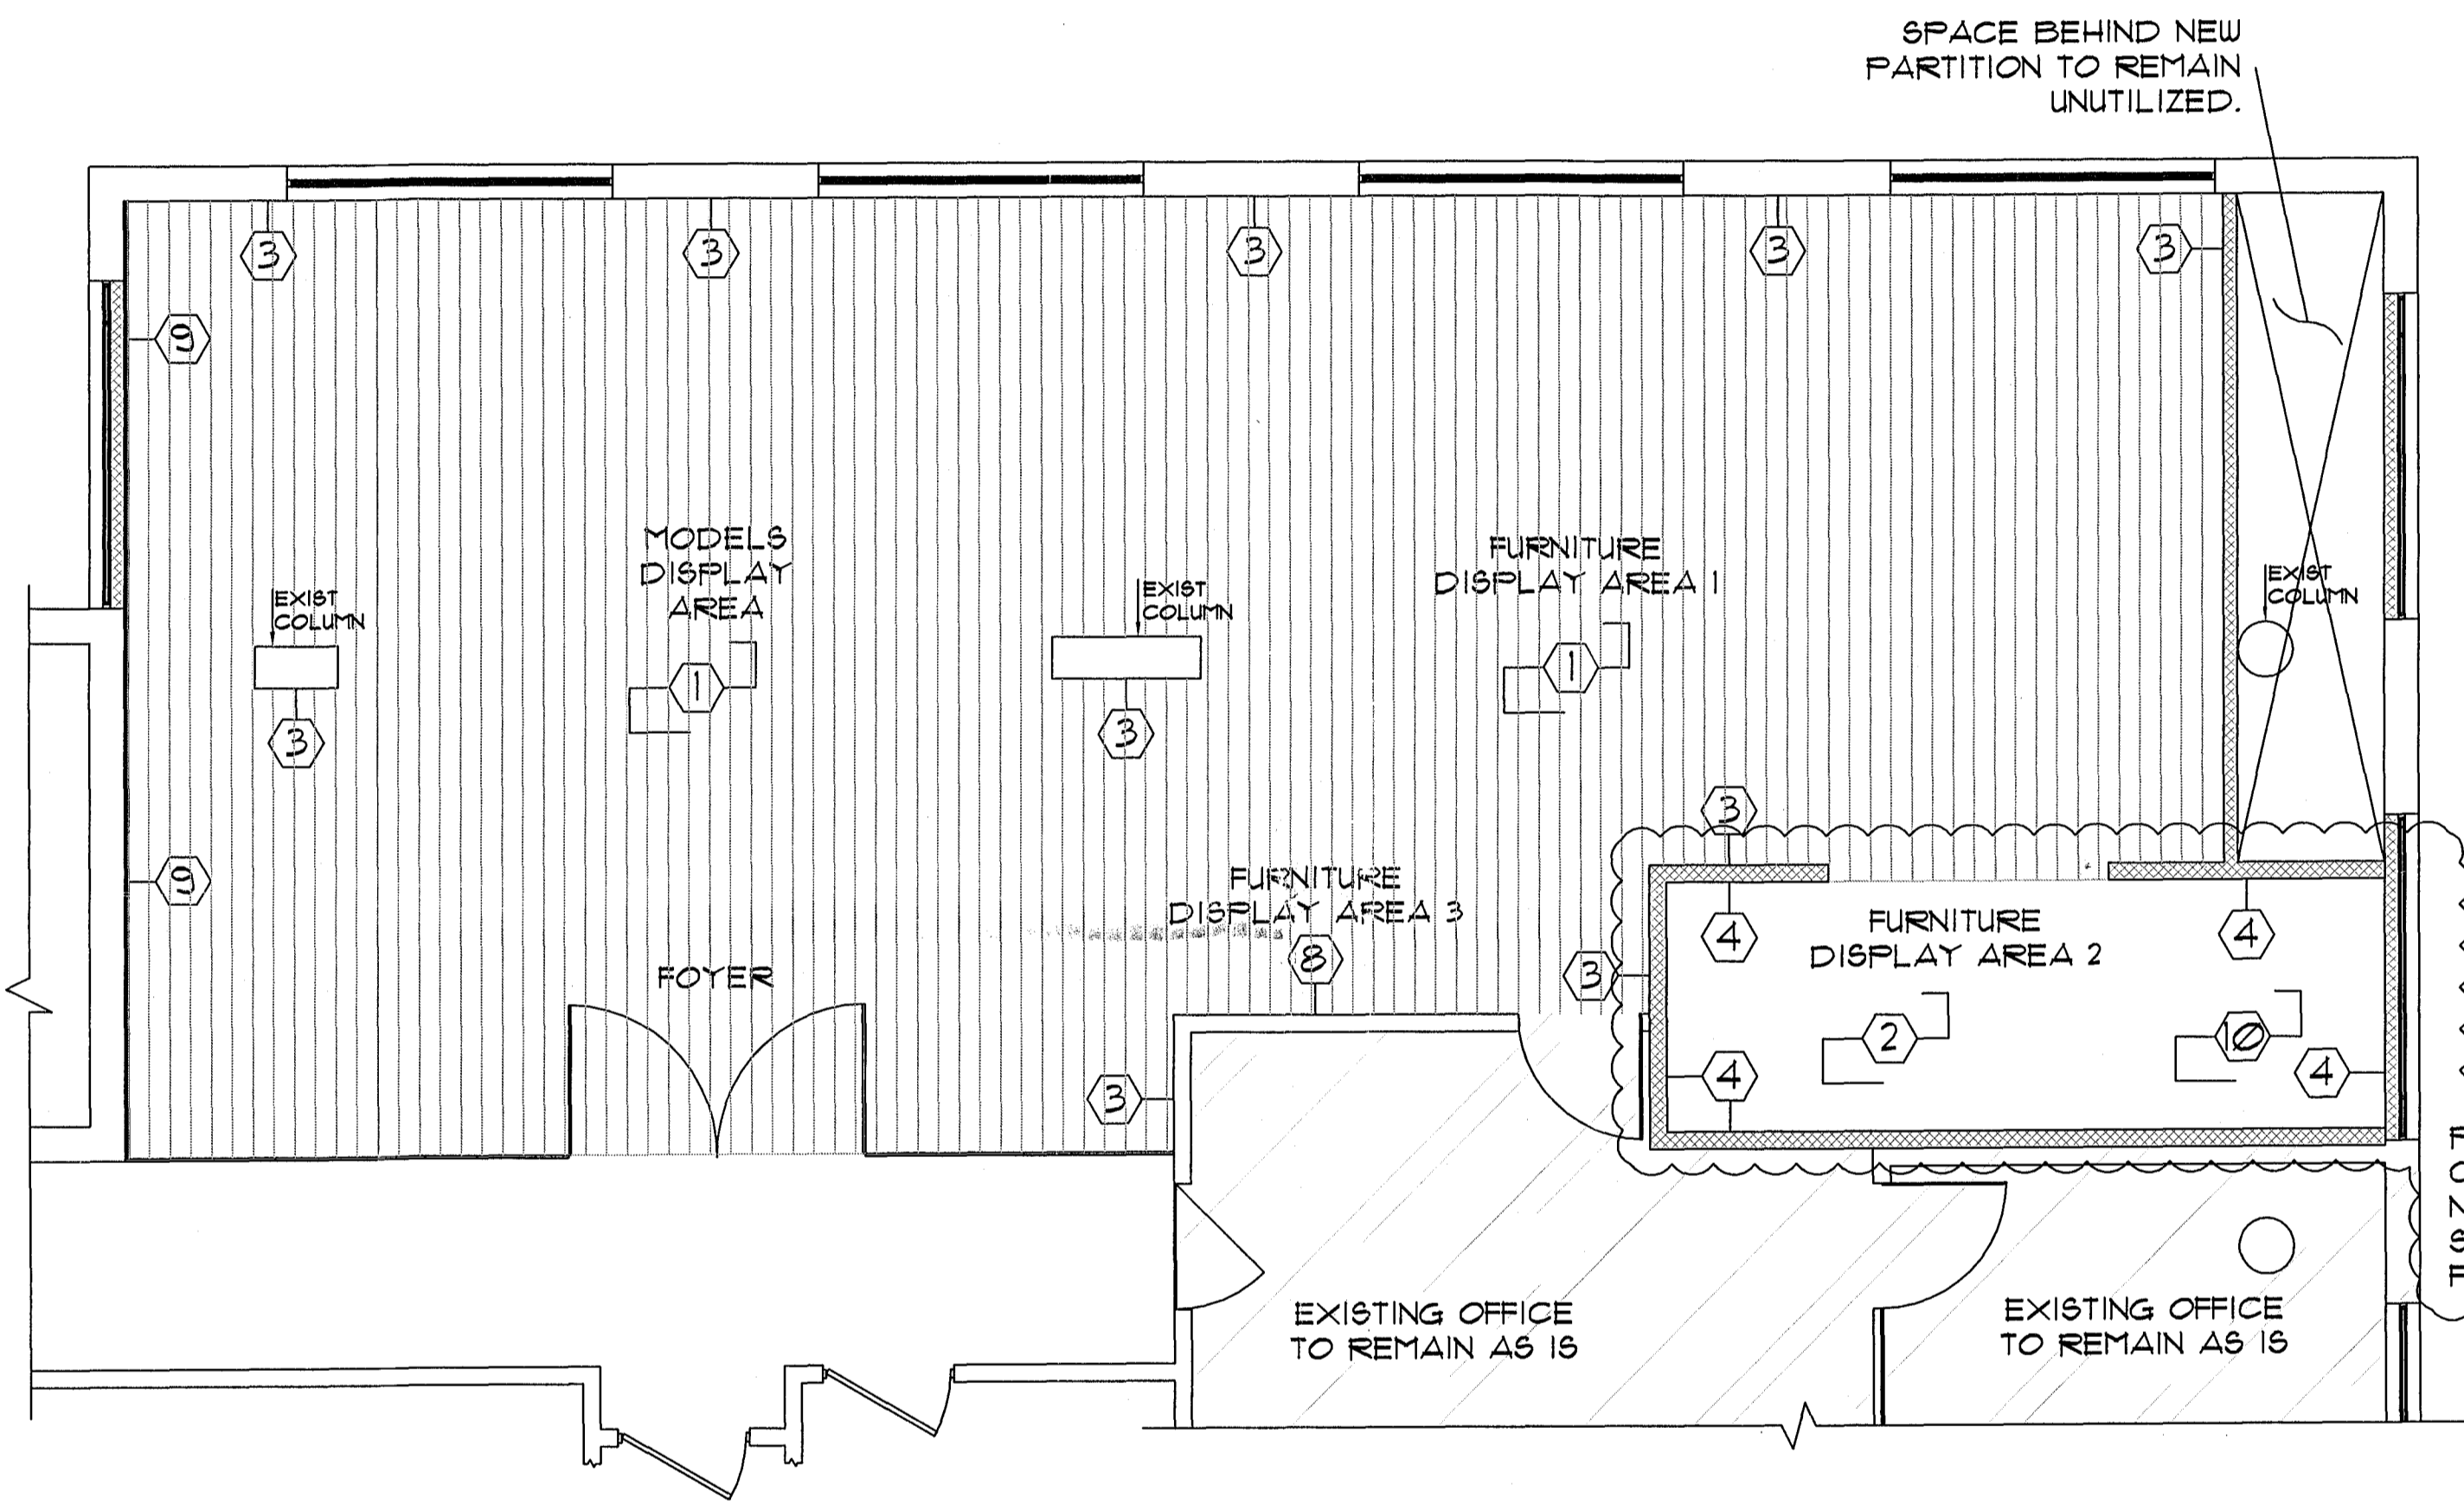 SPACE BEHIND NEW
PARTITION TO REMAIN
UNUTILIZED.
3
3
3
3
3
9
MODELS
DISPLAY
AREA
1
EXIST
COLUMN
3
EXIST
COLUMN
3
FURNITURE
DISPLAY AREA 1
1
EXIST
COLUMN
3
9
FURNITURE
DISPLAY AREA 3
8
3
4
FURNITURE
DISPLAY AREA 2
4
FOYER
2
10
3
4
4
EXISTING OFFICE
TO REMAIN AS IS
EXISTING OFFICE
TO REMAIN AS IS